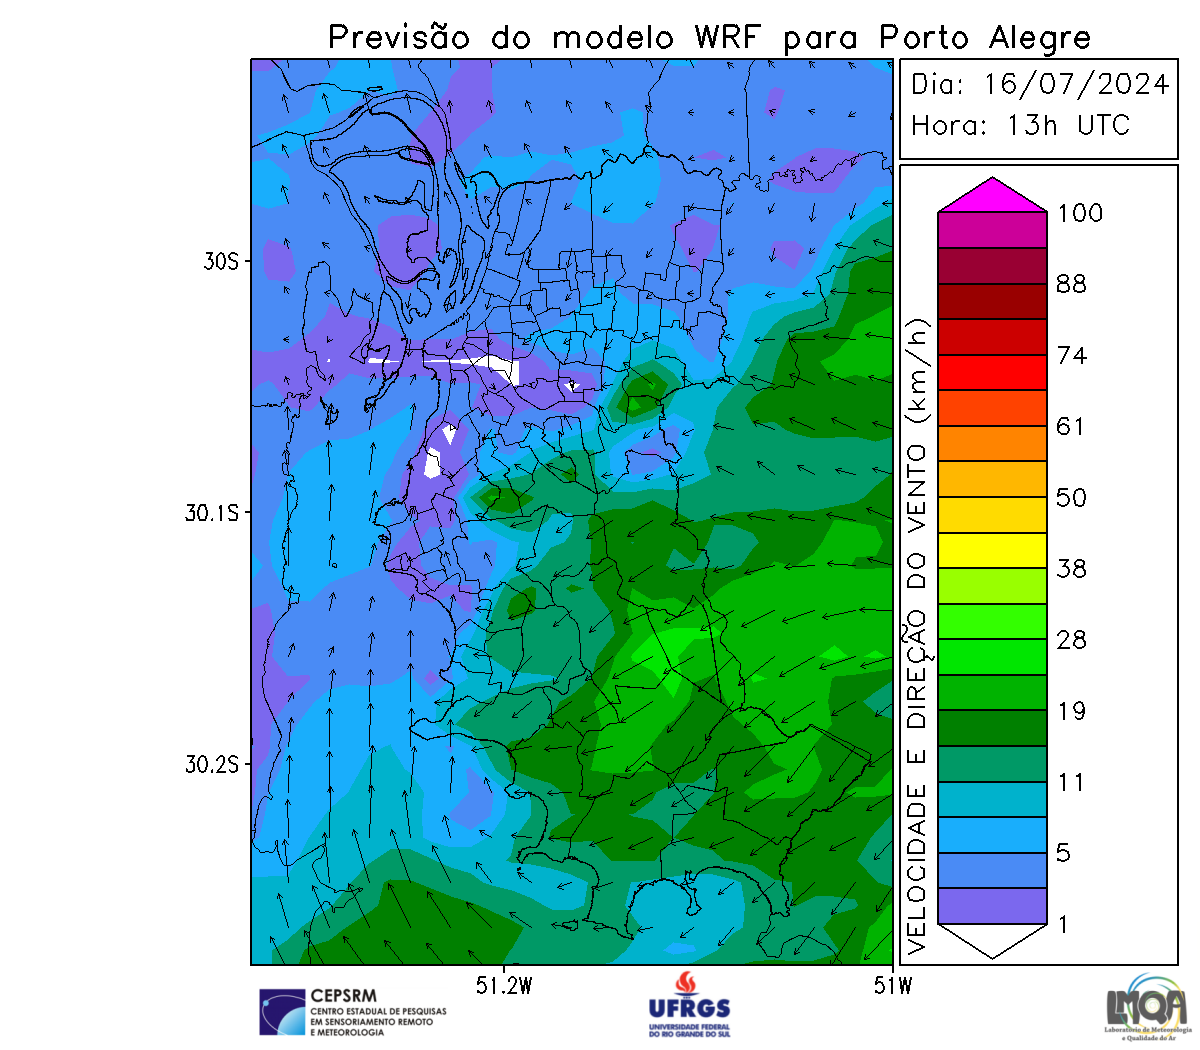 Previsão do modelo WRF para Porto Alegre
Dia: 16/07/2024
Hora: 13h UTC
30S
30.1S
30.2S
51.2W
51W
VELOCIDADE E DIREÇÃO DO VENTO (km/h)
100
88
74
61
50
38
28
19
11
5
1
CEPSRM
CENTRO ESTADUAL DE PESQUISAS
EM SENSORIAMENTO REMOTO
E METEOROLOGIA
UFRGS
UNIVERSIDADE FEDERAL
DO RIO GRANDE DO SUL
LMQA
Laboratório de Meteorologia
e Qualidade do Ar